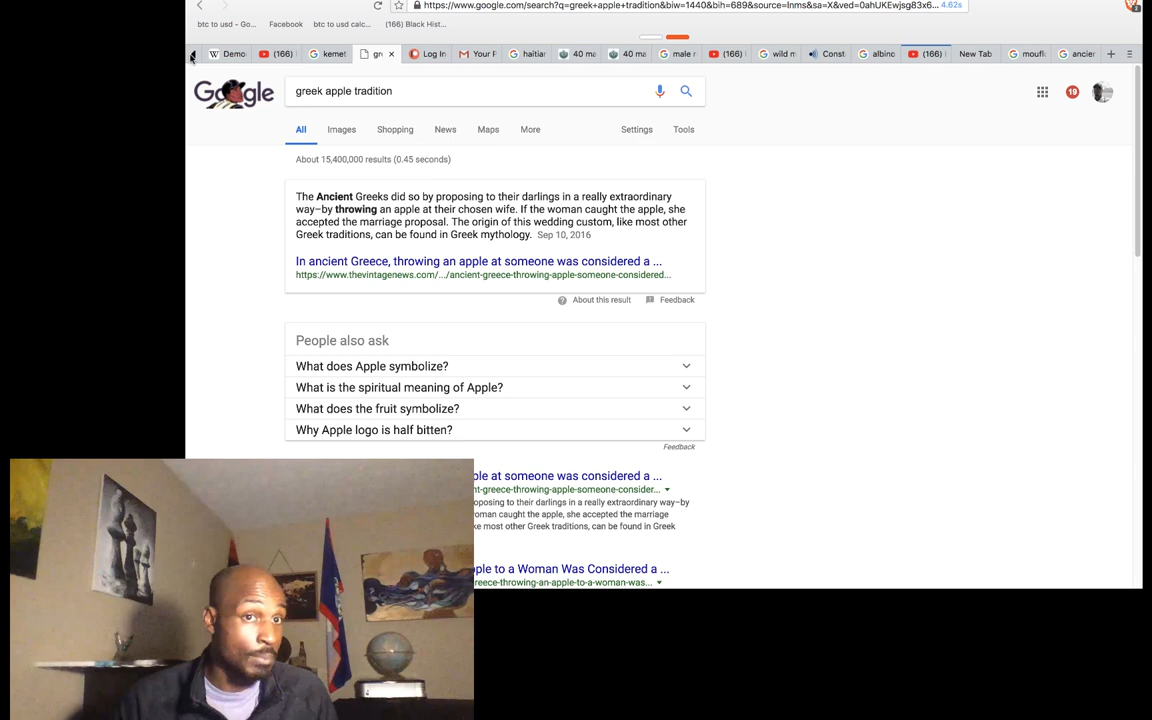 https://www.google.com/search?q=greek+apple+tradition&biw=1440&bih=689&source=lnms&sa=X&ved=0ahUKEwjsg83x6... 4.62s
btc to usd - Go... Facebook btc to usd calc... (166) Black Hist...
Demo (166) kemet gre Log In Your P haitian 40 ma 40 ma male r (166) wild m Const albino (166) New Tab moufl ancier
Google greek apple tradition 19
All Images Shopping News Maps More Settings Tools
About 15,400,000 results (0.45 seconds)
The Ancient Greeks did so by proposing to their darlings in a really extraordinary
way–by throwing an apple at their chosen wife. If the woman caught the apple, she
accepted the marriage proposal. The origin of this wedding custom, like most other
Greek traditions, can be found in Greek mythology. Sep 10, 2016
In ancient Greece, throwing an apple at someone was considered a ...
https://www.thevintagenews.com/.../ancient-greece-throwing-apple-someone-considered...
About this result Feedback
People also ask
What does Apple symbolize?
What is the spiritual meaning of Apple?
What does the fruit symbolize?
Why Apple logo is half bitten?
Feedback
ple at someone was considered a ...
nt-greece-throwing-apple-someone-consider...
oposing to their darlings in a really extraordinary way–by
oman caught the apple, she accepted the marriage
ke most other Greek traditions, can be found in Greek
pple to a Woman Was Considered a ...
reece-throwing-an-apple-to-a-woman-was...